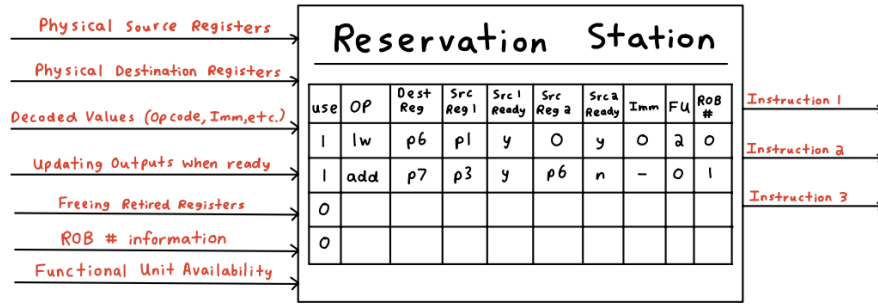 Physical Source Registers
Physical Destination Registers
Decoded Values (Opcode, Imm, etc.)
Updating Outputs when ready
Freeing Retired Registers
ROB # information
Functional Unit Availability
Reservation Station
use OP Dest Reg Src Reg 1 Src 1 Ready Src Reg 2 Src 2 Ready Imm FU ROB #
1 lw p6 p1 y 0 y 0 2 0
1 add p7 p3 y p6 n - 0 1
0
0
Instruction 1
Instruction 2
Instruction 3